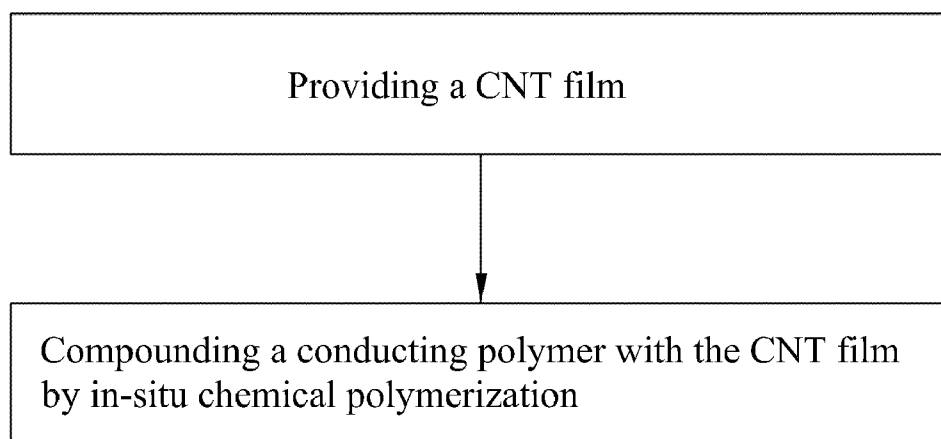 Providing a CNT film
Compounding a conducting polymer with the CNT film
by in-situ chemical polymerization